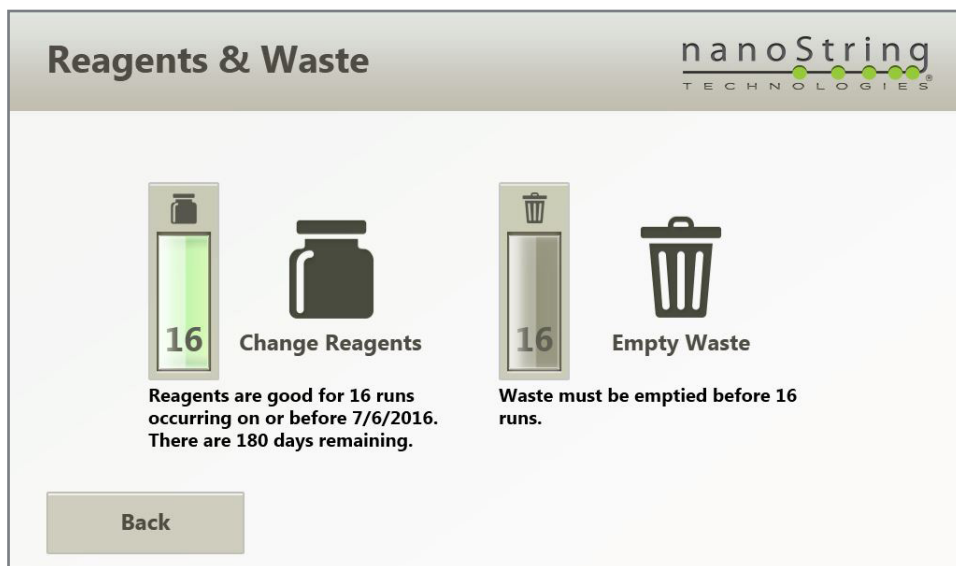 Reagents & Waste
nanoString
TECHNOLOGIES®
16
Change Reagents
Reagents are good for 16 runs
occurring on or before 7/6/2016.
There are 180 days remaining.
16
Empty Waste
Waste must be emptied before 16
runs.
Back